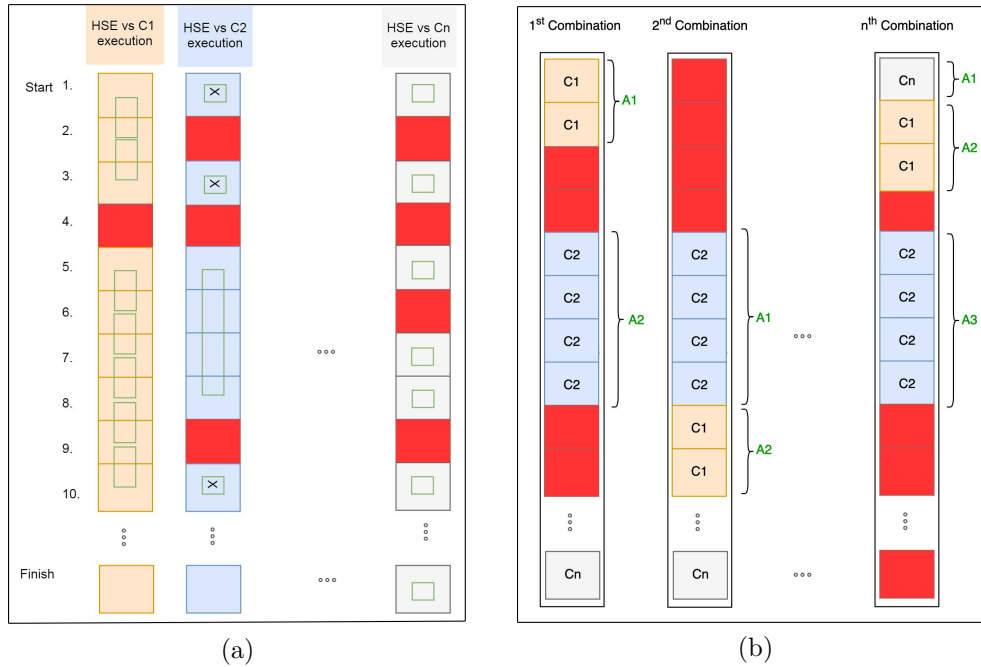 HSE vs C1
execution
HSE vs C2
execution
HSE vs Cn
execution
Start
1.
X
2.
3.
X
4.
5.
6.
7.
8.
9.
10.
X
Finish
(a)
1st Combination
2nd Combination
nth Combination
C1
C1
A1
C2
C2
C2
C2
A2
Cn
C2
C2
C2
C2
A1
C1
C1
A2
Cn
Cn
A1
C1
C1
A2
C2
C2
C2
C2
A3
(b)